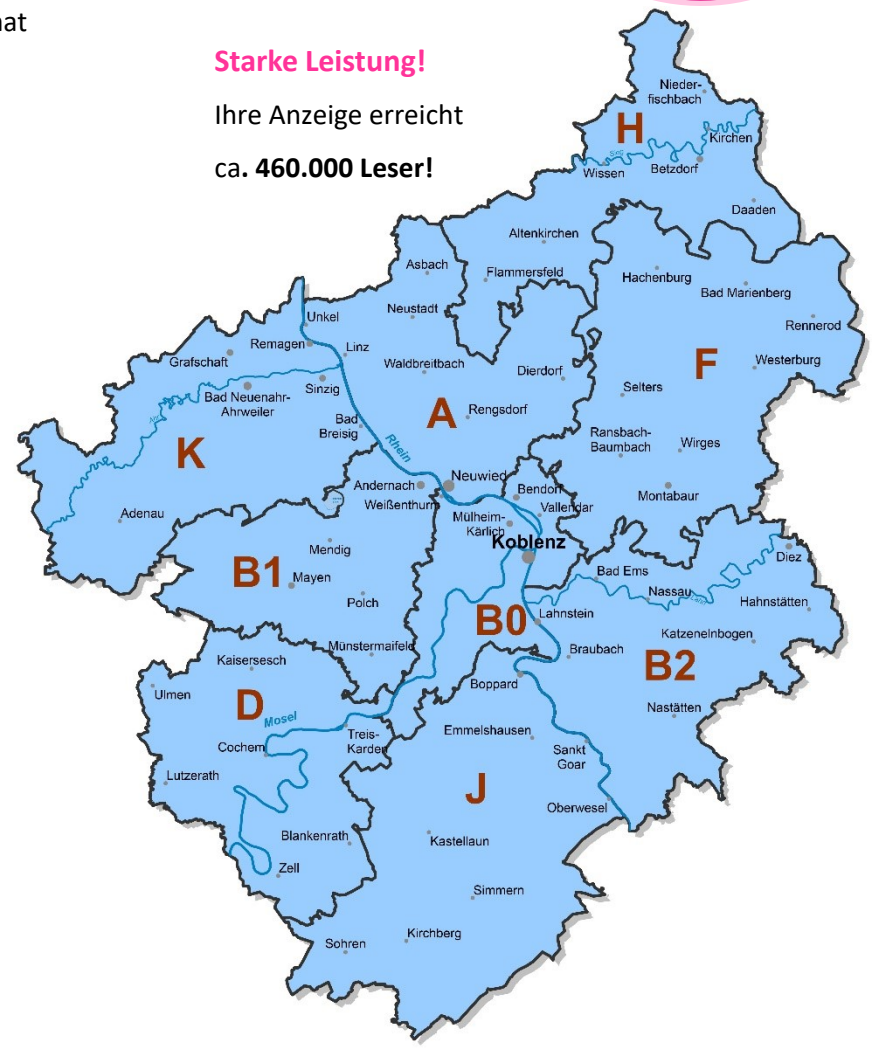 nat
Starke Leistung!
Ihre Anzeige erreicht
ca. 460.000 Leser!
Nieder-
fischbach
H
Kirchen
Sieg
Wissen
Betzdorf
Daaden
Altenkirchen
Asbach
Flammersfeld
Hachenburg
Bad Marienberg
Neustadt
Unkel
Rennerod
Remagen
Linz
Grafschaft
Waldbreitbach
Dierdorf
F
Westerburg
Sinzig
Bad Neuenahr-
Ahrweiler
Selters
A
Rengsdorf
Ahr
Bad
Breisig
Ransbach-
Baumbach
Wirges
Rhein
K
Neuwied
Andernach
Bendorf
Montabaur
Weißenthurm
Vallendar
Adenau
Mülheim-
Kärlich
Koblenz
Mendig
Diez
B1
Mayen
Bad Ems
Nassau
Lahn
Polch
Hahnstätten
B0
Lahnstein
Katzenelnbogen
Münstermaifeld
Braubach
B2
Kaisersesch
Boppard
Ulmen
D
Nastätten
Mosel
Treis-
Karden
Emmelshausen
Cochem
Sankt
Goar
Lutzerath
J
Oberwesel
Blankenrath
Kastellaun
Zell
Simmern
Kirchberg
Sohren